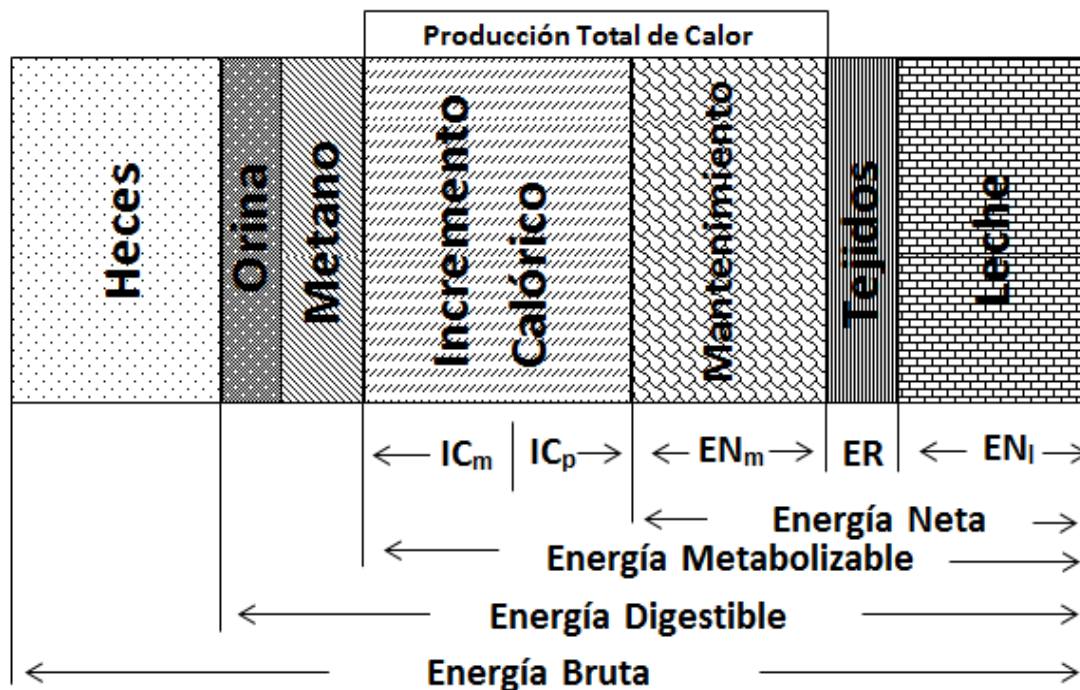 Producción Total de Calor
Heces
Orina
Metano
Incremento
Calórico
Mantenimiento
Tejidos
Leche
ICm ICp ENm ER ENl
Energía Neta
Energía Metabolizable
Energía Digestible
Energía Bruta